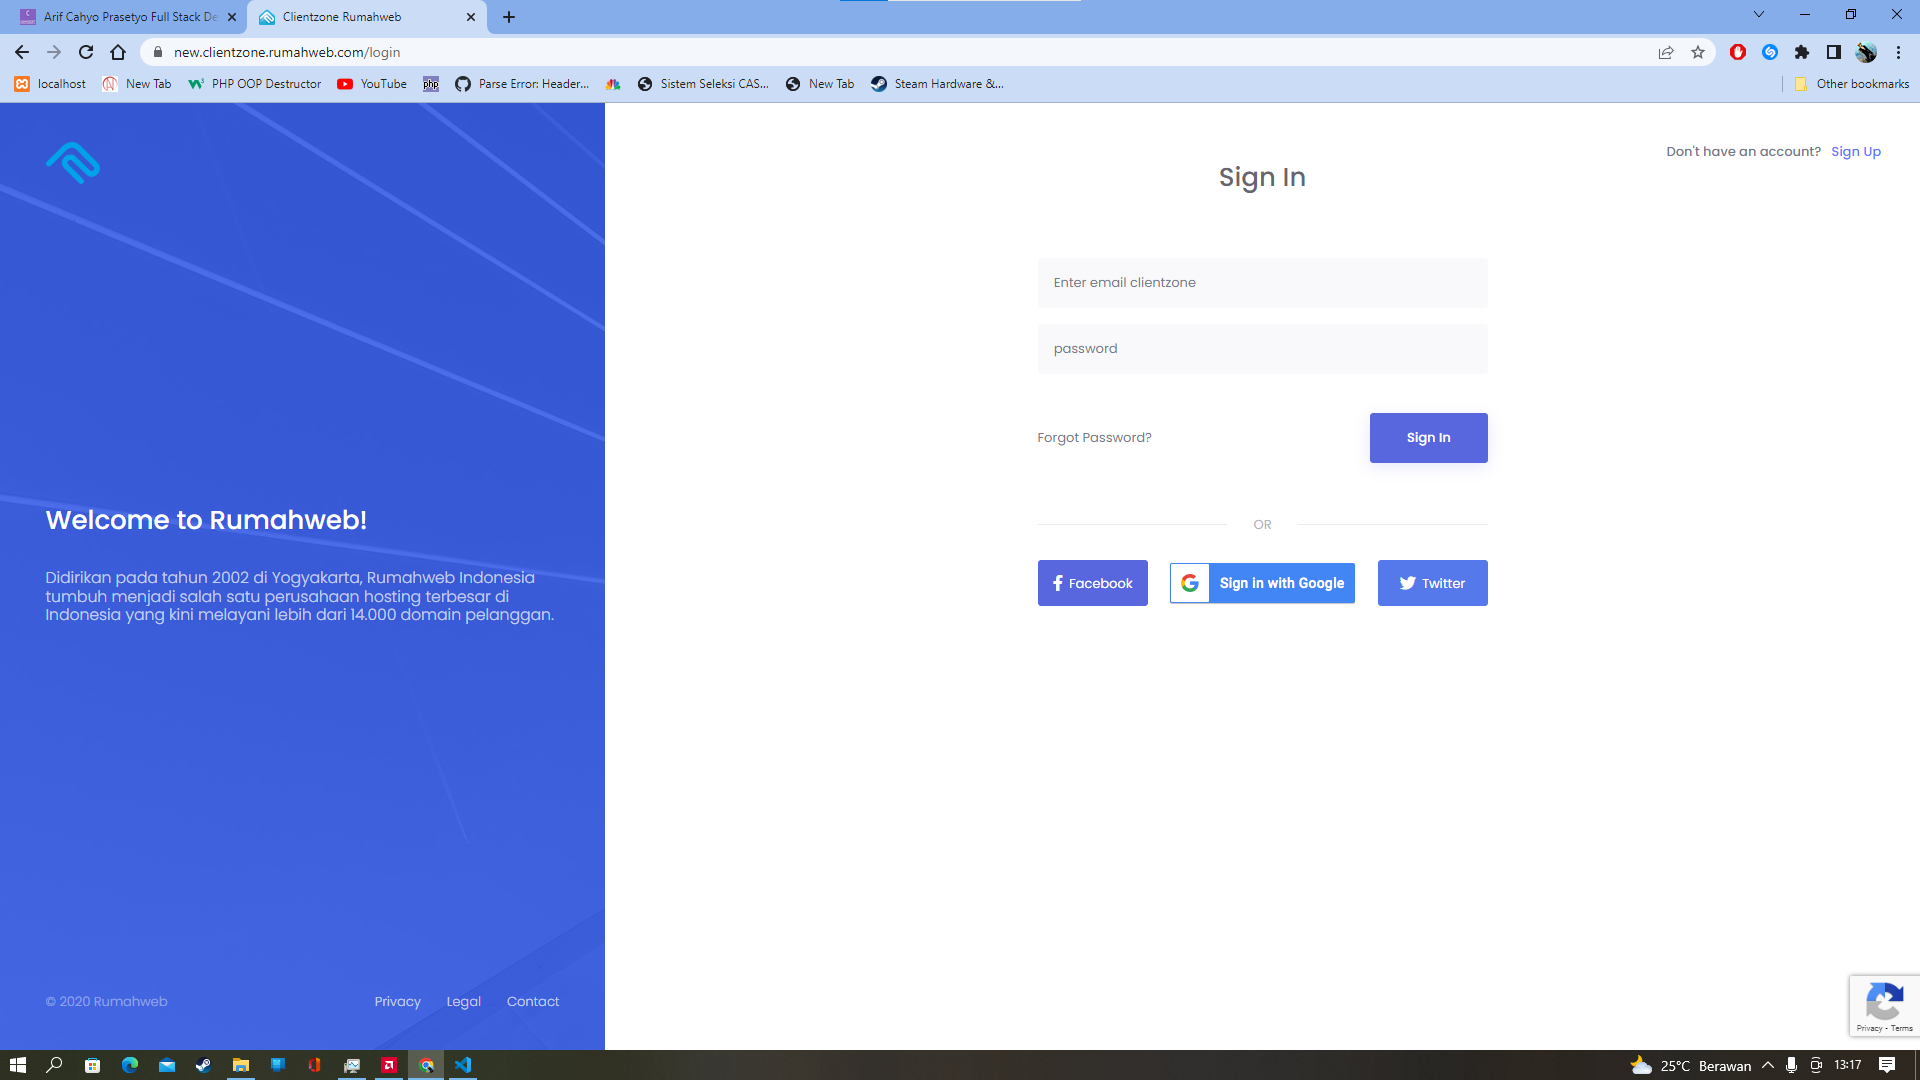 Arif Cahyo Prasetyo Full Stack De
Clientzone Rumahweb
new.clientzone.rumahweb.com/login
localhost
New Tab
PHP OOP Destructor
YouTube
php
Parse Error: Header...
Sistem Seleksi CAS...
New Tab
Steam Hardware &...
Other bookmarks
Don't have an account? Sign Up
Sign In
Enter email clientzone
password
Forgot Password?
Sign In
OR
Facebook
Sign in with Google
Twitter
Welcome to Rumahweb!
Didirikan pada tahun 2002 di Yogyakarta, Rumahweb Indonesia
tumbuh menjadi salah satu perusahaan hosting terbesar di
Indonesia yang kini melayani lebih dari 14.000 domain pelanggan.
© 2020 Rumahweb
Privacy
Legal
Contact
Privacy - Terms
25°C Berawan
13:17